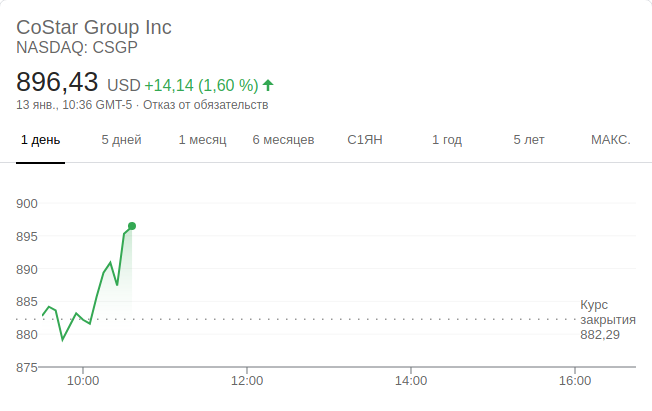 CoStar Group Inc
NASDAQ: CSGP
896,43 USD +14,14 (1,60 %)
13 янв., 10:36 GMT-5 · Отказ от обязательств
1 день 5 дней 1 месяц 6 месяцев С1ЯН 1 год 5 лет МАКС.
900
895
890
885
Курс
закрытия
880
882,29
875
10:00 12:00 14:00 16:00